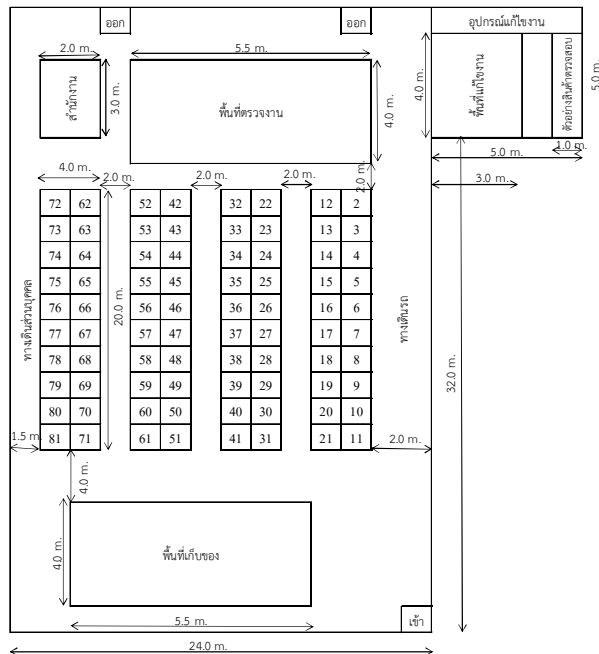 ออก
ออก
อุปกรณ์แก้ไขงาน
2.0 m.
5.5 m.
สำนักงาน
3.0 m.
พื้นที่ตรวจงาน
4.0 m.
4.0 m.
พื้นที่แก้ไขงาน
ตัวอย่างสินค้าตรวจสอบ
5.0 m.
1.0 m.
5.0 m.
4.0 m.
2.0 m.
2.0 m.
2.0 m.
2.0 m.
3.0 m.
72 62 52 42 32 22 12 2
73 63 53 43 33 23 13 3
74 64 54 44 34 24 14 4
75 65 55 45 35 25 15 5
76 66 56 46 36 26 16 6
77 67 57 47 37 27 17 7
78 68 58 48 38 28 18 8
79 69 59 49 39 29 19 9
80 70 60 50 40 30 20 10
81 71 61 51 41 31 21 11
ทางเดินส่วนบุคคล
20.0 m.
ทางเดินรถ
32.0 m.
1.5 m.
2.0 m.
4.0 m.
4.0 m.
พื้นที่เก็บของ
5.5 m.
เข้า
24.0 m.